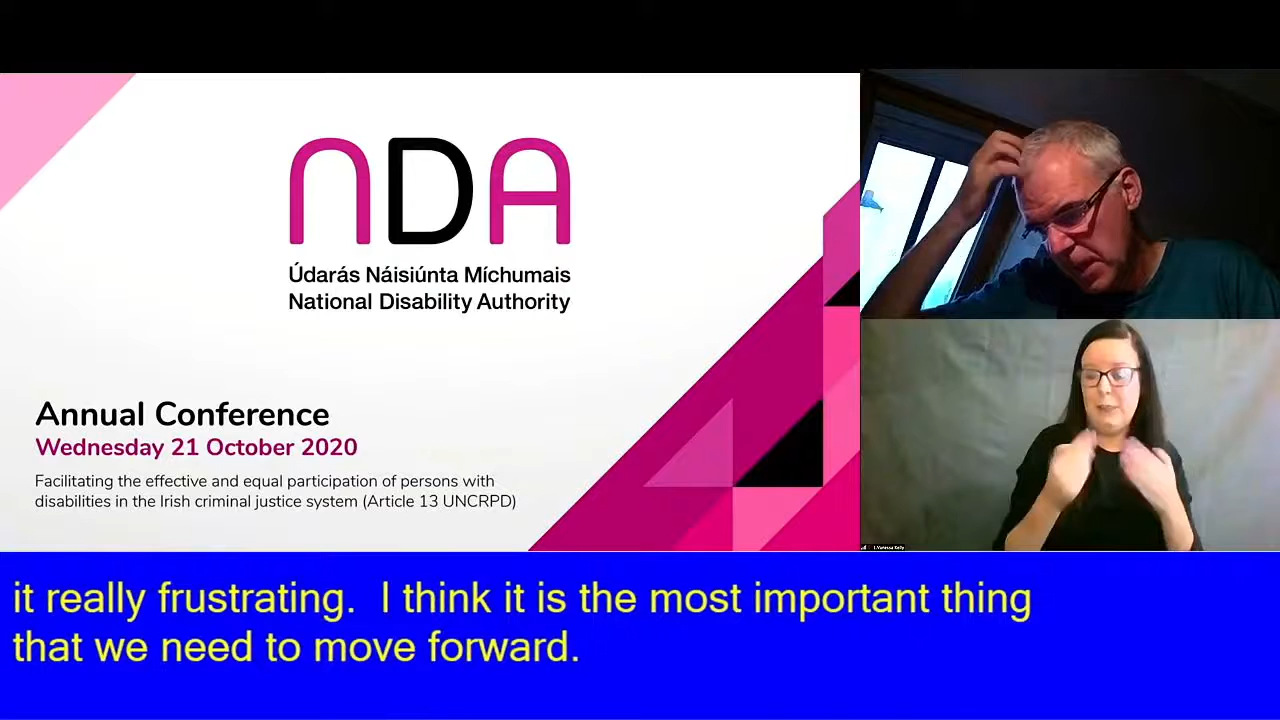 NDA
Údarás Náisiúnta Míchumais
National Disability Authority
Annual Conference
Wednesday 21 October 2020
Facilitating the effective and equal participation of persons with
disabilities in the Irish criminal justice system (Article 13 UNCRPD)
Vanessa Kelly
it really frustrating.  I think it is the most important thing
that we need to move forward.